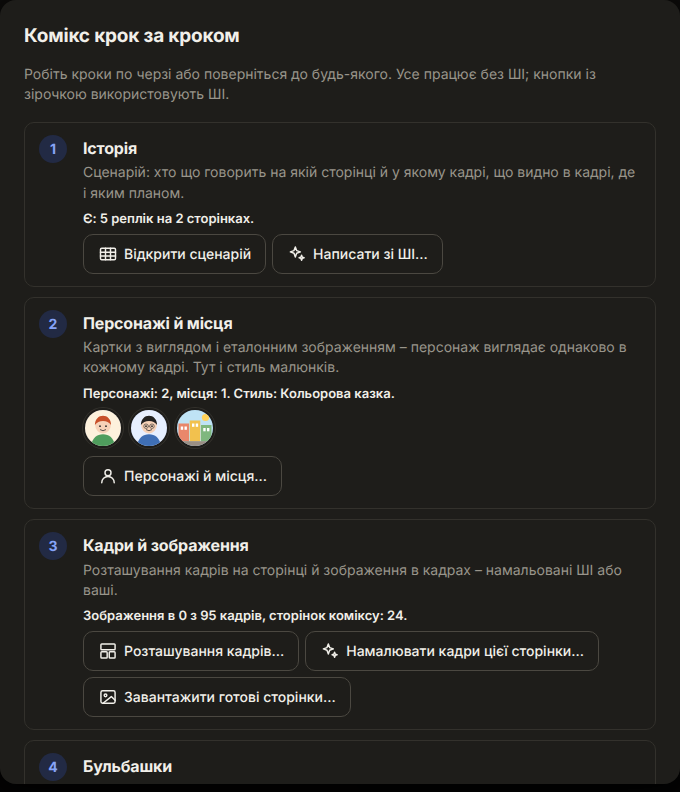 Комікс крок за кроком
Робіть кроки по черзі або поверніться до будь-якого. Усе працює без ШІ; кнопки із
зірочкою використовують ШІ.
1
Історія
Сценарій: хто що говорить на якій сторінці й у якому кадрі, що видно в кадрі, де
і яким планом.
Є: 5 реплік на 2 сторінках.
Відкрити сценарій
Написати зі ШІ...
2
Персонажі й місця
Картки з виглядом і еталонним зображенням – персонаж виглядає однаково в
кожному кадрі. Тут і стиль малюнків.
Персонажі: 2, місця: 1. Стиль: Кольорова казка.
Персонажі й місця...
3
Кадри й зображення
Розташування кадрів на сторінці й зображення в кадрах – намальовані ШІ або
ваші.
Зображення в 0 з 95 кадрів, сторінок коміксу: 24.
Розташування кадрів...
Намалювати кадри цієї сторінки...
Завантажити готові сторінки...
4
Бульбашки